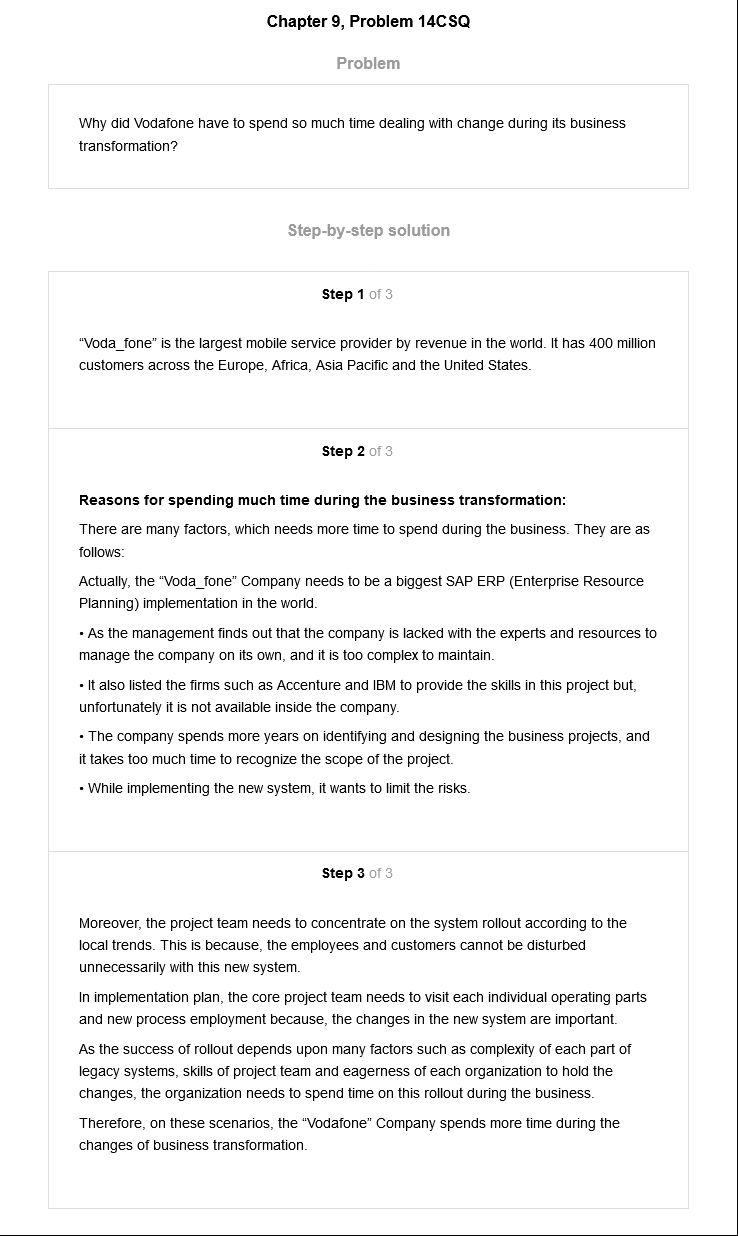 Chapter 9, Problem 14CSQ
Problem
Why did Vodafone have to spend so much time dealing with change during its business
transformation?
Step-by-step solution
Step 1 of 3
“Voda_fone” is the largest mobile service provider by revenue in the world. It has 400 million
customers across the Europe, Africa, Asia Pacific and the United States.
Step 2 of 3
Reasons for spending much time during the business transformation:
There are many factors, which needs more time to spend during the business. They are as
follows:
Actually, the “Voda_fone” Company needs to be a biggest SAP ERP (Enterprise Resource
Planning) implementation in the world.
• As the management finds out that the company is lacked with the experts and resources to
manage the company on its own, and it is too complex to maintain.
• It also listed the firms such as Accenture and IBM to provide the skills in this project but,
unfortunately it is not available inside the company.
• The company spends more years on identifying and designing the business projects, and
it takes too much time to recognize the scope of the project.
• While implementing the new system, it wants to limit the risks.
Step 3 of 3
Moreover, the project team needs to concentrate on the system rollout according to the
local trends. This is because, the employees and customers cannot be disturbed
unnecessarily with this new system.
In implementation plan, the core project team needs to visit each individual operating parts
and new process employment because, the changes in the new system are important.
As the success of rollout depends upon many factors such as complexity of each part of
legacy systems, skills of project team and eagerness of each organization to hold the
changes, the organization needs to spend time on this rollout during the business.
Therefore, on these scenarios, the “Vodafone” Company spends more time during the
changes of business transformation.